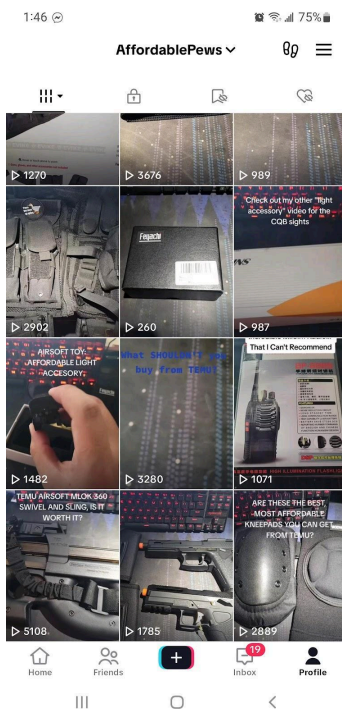 1:46
75%
AffordablePews
1270
3676
989
2902
Feyachi
260
"Check out my other "light
accessory" video for the
CQB sights
987
AIRSOFT TOY:
AFFORDABLE LIGHT
ACCESORY:
1482
What SHOULDN'T you
buy from TEMU?
3280
That I Can't Recommend
1071
TEMU AIRSOFT MLOK 360
SWIVEL AND SLING, IS IT
WORTH IT?
5108
1785
ARE THESE THE BEST,
MOST AFFORDABLE
KNEEPADS YOU CAN GET
FROM TEMU?
2889
Home
Friends
19
Inbox
Profile